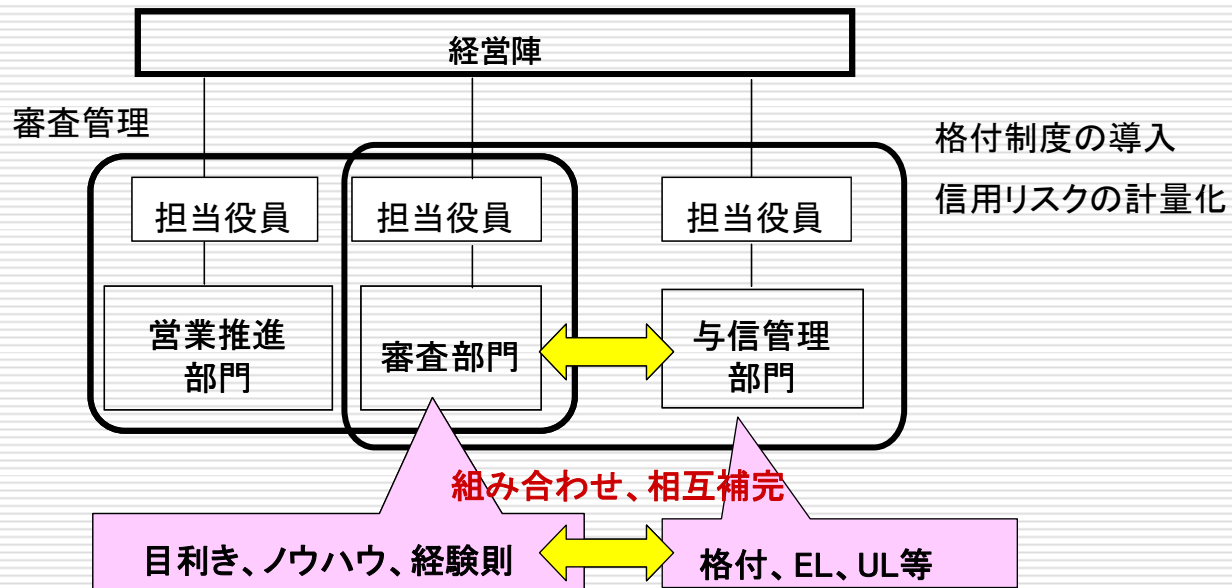 経営陣
審査管理
格付制度の導入
信用リスクの計量化
担当役員
担当役員
担当役員
営業推進
部門
審査部門
与信管理
部門
組み合わせ、相互補完
目利き、ノウハウ、経験則
格付、EL、UL等